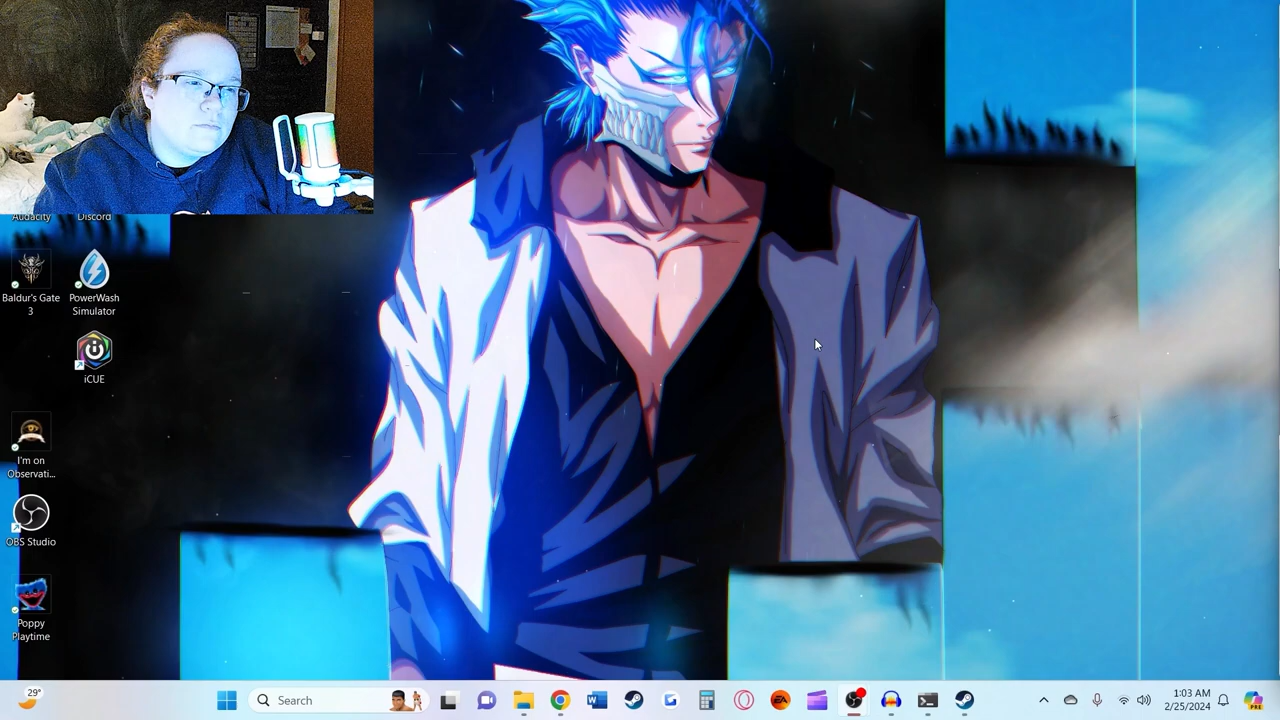 Audacity
Discord
Baldur's Gate
3
PowerWash
Simulator
iCUE
I'm on
Observati...
OBS Studio
Poppy
Playtime
29°
Search
1:03 AM
2/25/2024